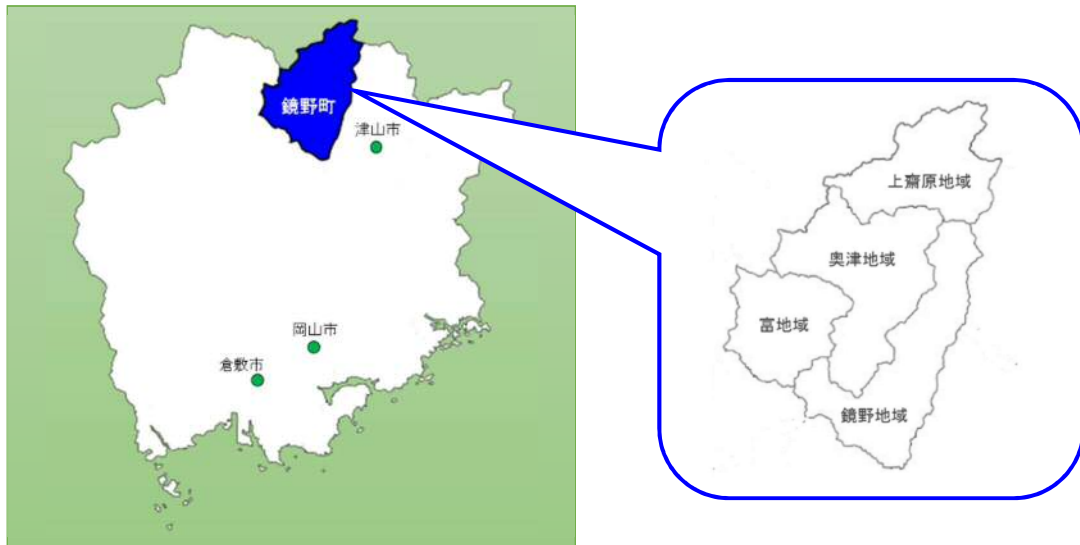 鏡野町
津山市
岡山市
倉敷市
上齋原地域
奥津地域
富地域
鏡野地域